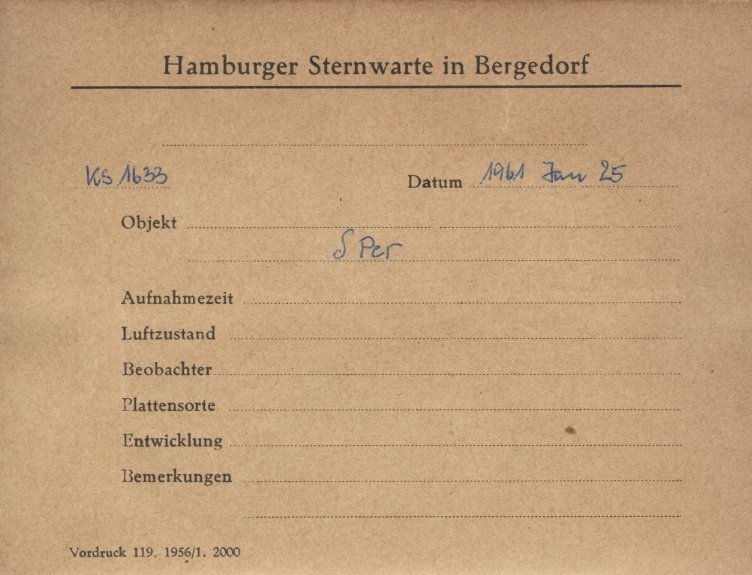 Hamburger Sternwarte in Bergedorf
KS 1633 Datum 1961 Jan 25
Objekt
δ Per
Aufnahmezeit
Luftzustand
Beobachter
Plattensorte
Entwicklung
Bemerkungen
Vordruck 119. 1956/1. 2000